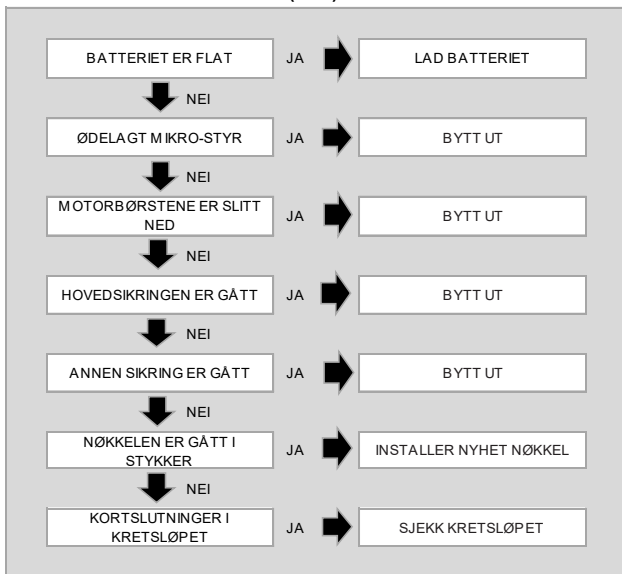 BATTERIET ER FLAT JA LAD BATTERIET
NEI
ØDELAGT MIKRO-STYR JA BYTT UT
NEI
MOTORBØRSTENE ER SLITT
NED
JA BYTT UT
NEI
HOVEDSIKRINGEN ER GÅTT JA BYTT UT
NEI
ANNEN SIKRING ER GÅTT JA BYTT UT
NEI
NØKKELEN ER GÅTT I
STYKKER
JA INSTALLER NYHET NØKKEL
NEI
KORTSLUTNINGER I
KRETSLØPET
JA SJEKK KRETSLØPET